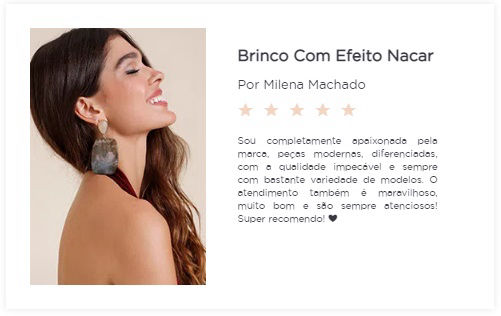 Brinco Com Efeito Nacar
Por Milena Machado
Sou completamente apaixonada pela
marca, peças modernas, diferenciadas,
com a qualidade impecável e sempre
com bastante variedade de modelos. O
atendimento também é maravilhoso,
muito bom e são sempre atenciosos!
Super recomendo! ♥